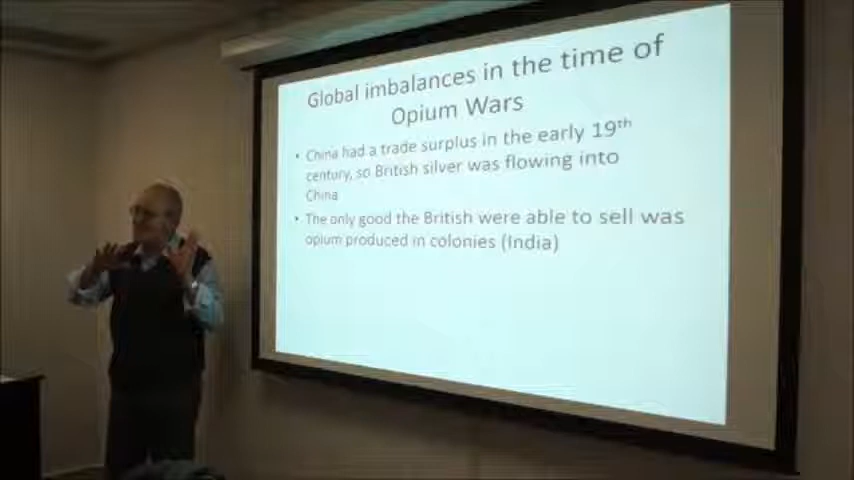 Global imbalances in the time of
Opium Wars
• China had a trade surplus in the early 19th
century, so British silver was flowing into
China
• The only good the British were able to sell was
opium produced in colonies (India)